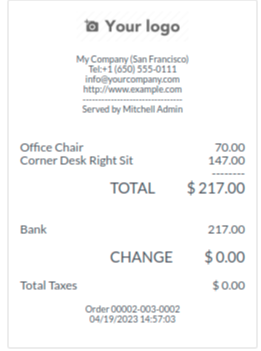 Your logo
My Company (San Francisco)
Tel:+1 (650) 555-0111
info@yourcompany.com
http://www.example.com
--------------------------------
Served by Mitchell Admin
Office Chair 70.00
Corner Desk Right Sit 147.00
--------
TOTAL $ 217.00
Bank 217.00
CHANGE $ 0.00
Total Taxes $ 0.00
Order 00002-003-0002
04/19/2023 14:57:03